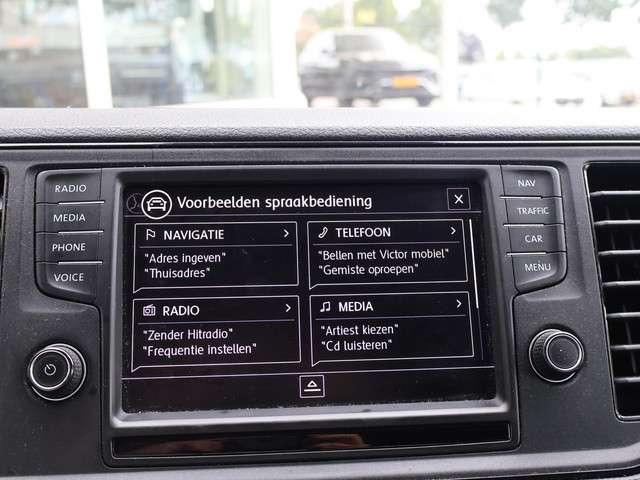 RADIO
MEDIA
PHONE
VOICE
Voorbeelden spraakbediening
NAVIGATIE
"Adres ingeven"
"Thuisadres"
TELEFOON
"Bellen met Victor mobiel"
"Gemiste oproepen"
RADIO
"Zender Hitradio"
"Frequentie instellen"
MEDIA
"Artiest kiezen"
"Cd luisteren"
NAV
TRAFFIC
CAR
MENU